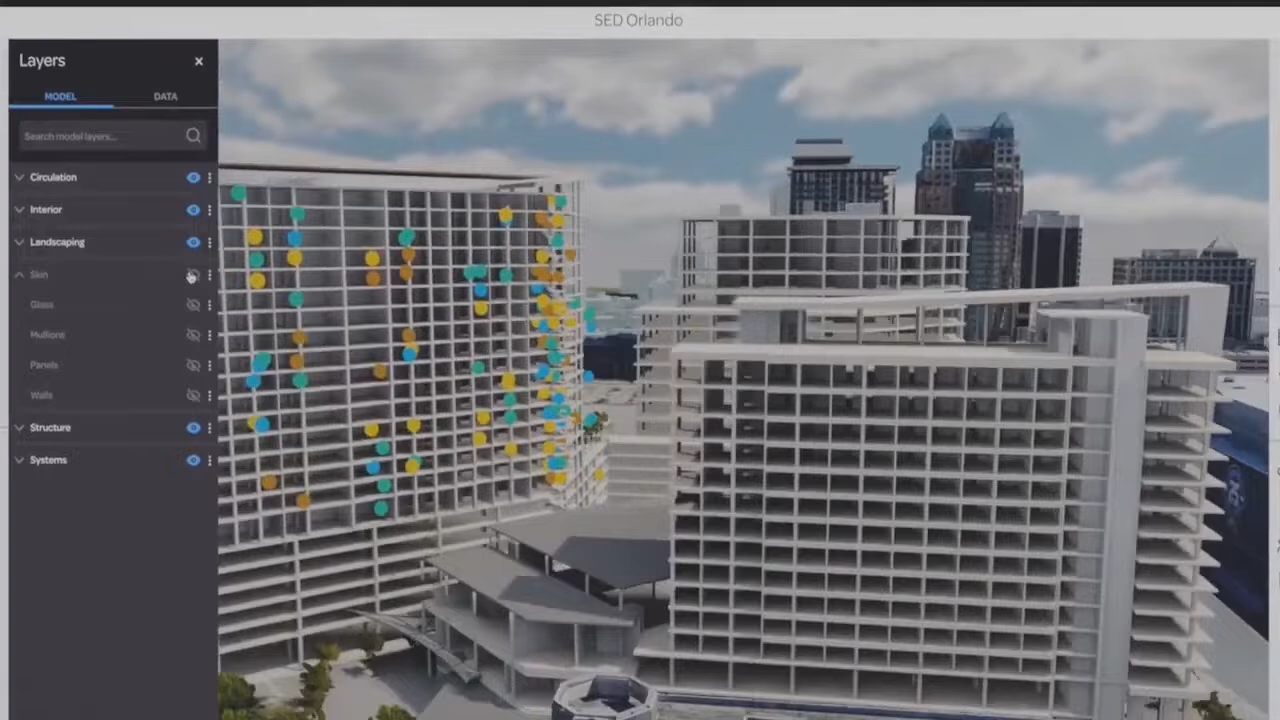 SED Orlando
Layers
MODEL DATA
Search model layers...
Circulation
Interior
Landscaping
Skin
Glass
Mullions
Panels
Walls
Structure
Systems